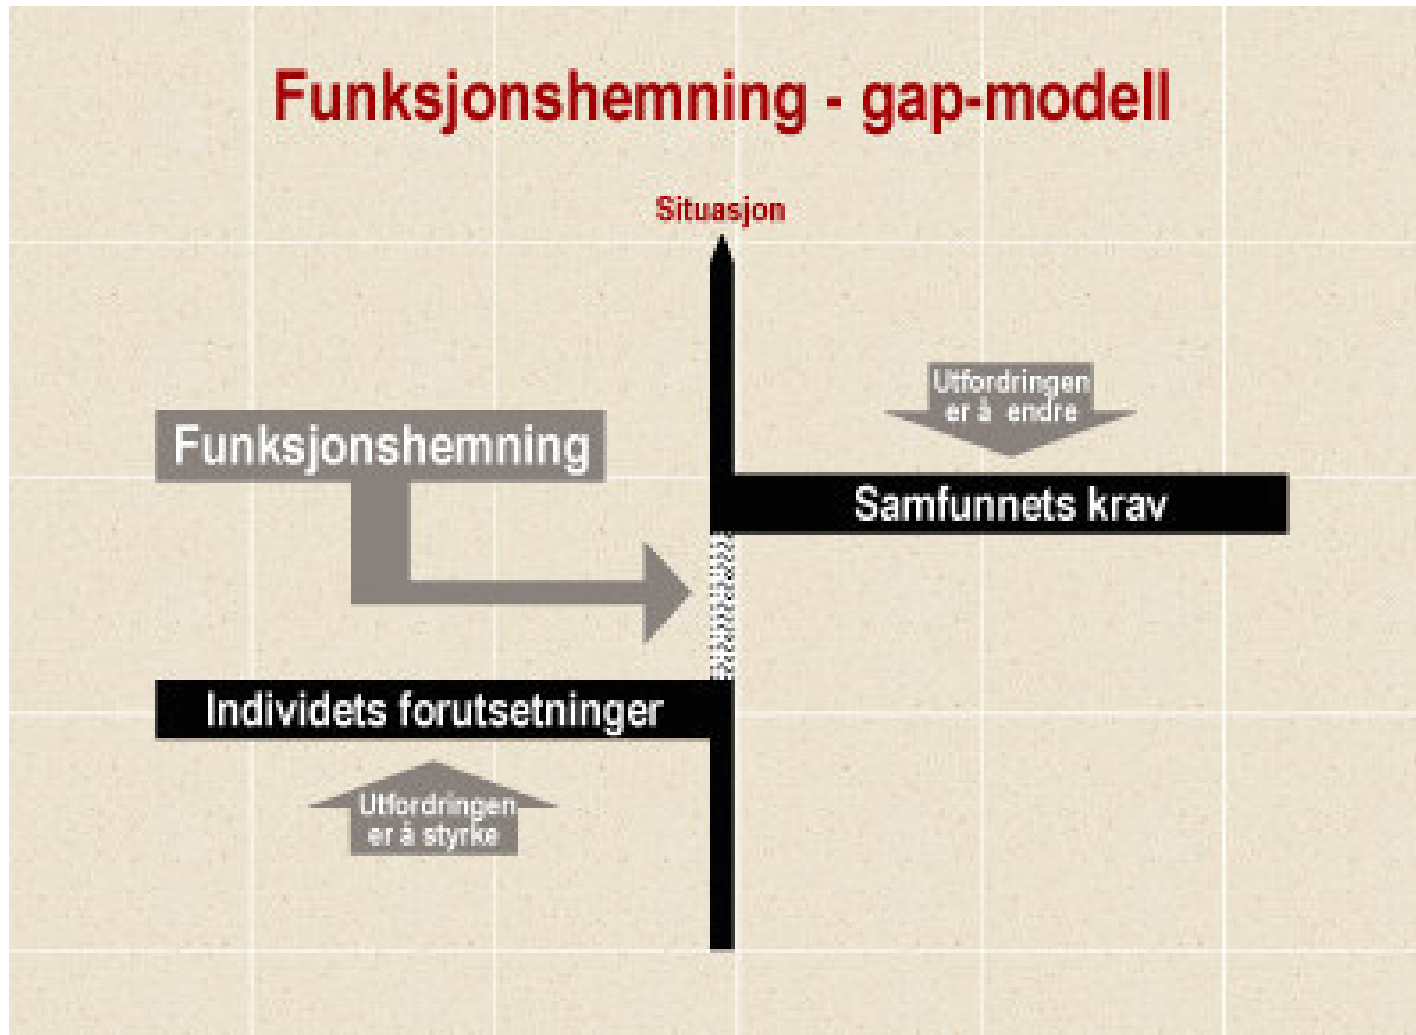 Funksjonshemning - gap-modell
Situasjon
Utfordringen
er å endre
Funksjonshemning
Samfunnets krav
Individets forutsetninger
Utfordringen
er å styrke